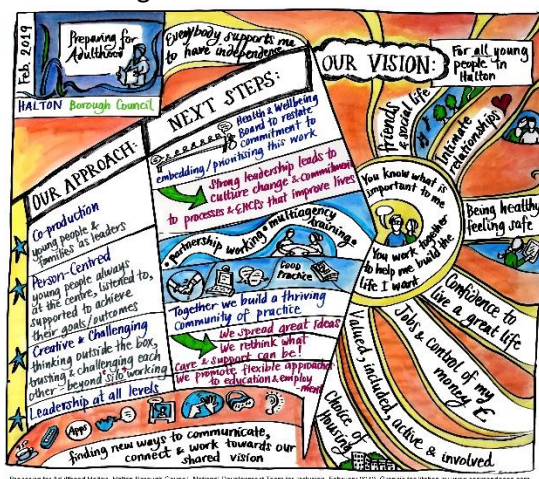 Feb. 2019
Preparing for
Adulthood
HALTON Borough Council
Everybody supports me
to have independence
OUR VISION:
For all young
people in
Halton
OUR APPROACH:
Co-production
young people &
families as leaders
Person-Centred
young people always
at the centre, listened to,
supported to achieve
their goals/outcomes
Creative & Challenging
thinking outside the box,
trusting & challenging each
other - beyond silo working
Leadership at all levels
NEXT STEPS:
Health & Wellbeing
Board to restate
commitment to
embedding/prioritising this work
Strong leadership leads to
culture change & commitment
to processes & EHCPs that improve lives
Partnership working • multiagency
training •
GOOD
PRACTICE
Together we build a thriving
community of practice
We spread great ideas
We rethink what
care & support can be!
We promote flexible approaches
to education & employ
-ment
Apps
finding new ways to communicate,
connect & work towards our
shared vision
You know what is
important to me
You work together
to help me build the
life I want
friends
& social life
Intimate
relationships
Being healthy
feeling safe
Confidence to
live a great life
Jobs & control of my
money £
Valued, included, active & involved
Choice of
housing